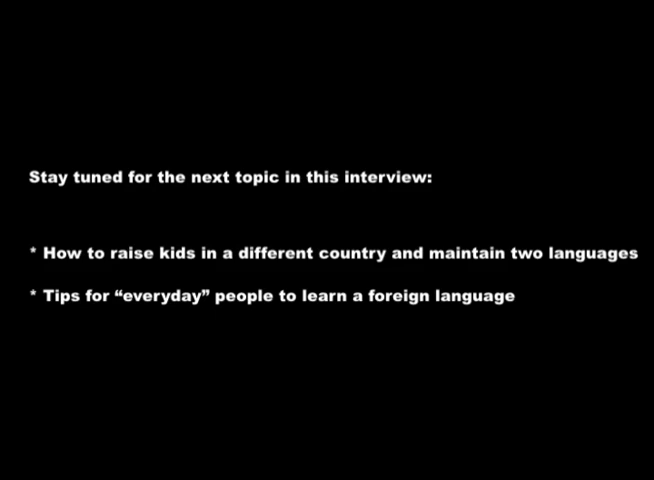 Stay tuned for the next topic in this interview:
* How to raise kids in a different country and maintain two languages
* Tips for “everyday” people to learn a foreign language